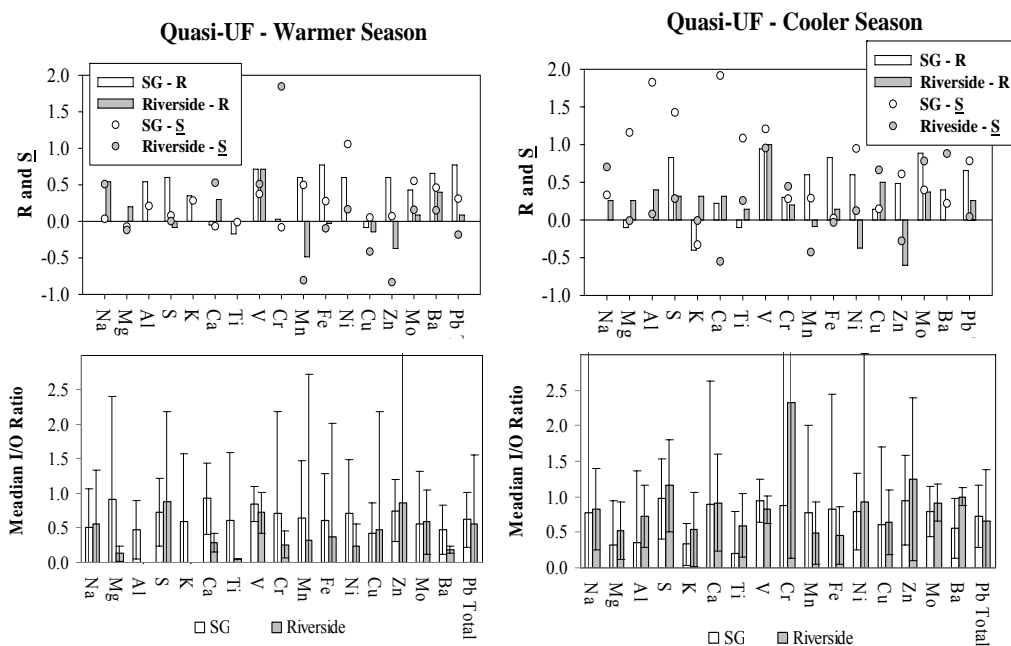 Quasi-UF - Warmer Season
R and S
2.0
1.5
1.0
0.5
0.0
-0.5
-1.0
SG - R
Riverside - R
SG - S
Riverside - S
Na Mg Al S K Ca Ti V Cr Mn Fe Ni Cu Zn Mo Ba Pb
Quasi-UF - Cooler Season
R and S
2.0
1.5
1.0
0.5
0.0
-0.5
-1.0
SG - R
Riverside - R
SG - S
Riveside - S
Na Mg Al S K Ca Ti V Cr Mn Fe Ni Cu Zn Mo Ba Pb
Meadian I/O Ratio
2.5
2.0
1.5
1.0
0.5
0.0
Na Mg Al S K Ca Ti V Cr Mn Fe Ni Cu Zn Mo Ba Pb Total
SG Riverside
Meadian I/O Ratio
2.5
2.0
1.5
1.0
0.5
0.0
Na Mg Al S K Ca Ti V Cr Mn Fe Ni Cu Zn Mo Ba Pb Total
SG Riverside